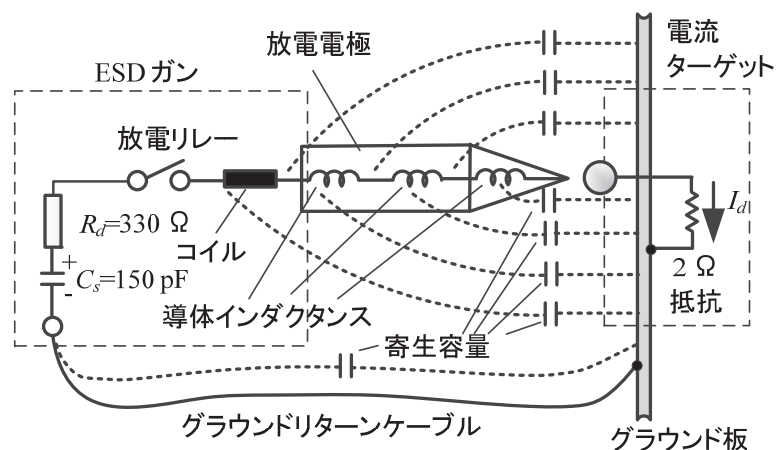 電流
ターゲット
放電電極
ESD ガン
放電リレー
R_d=330 Ω
コイル
I_d
+
C_s=150 pF
-
2 Ω
抵抗
導体インダクタンス
寄生容量
グラウンドリターンケーブル
グラウンド板